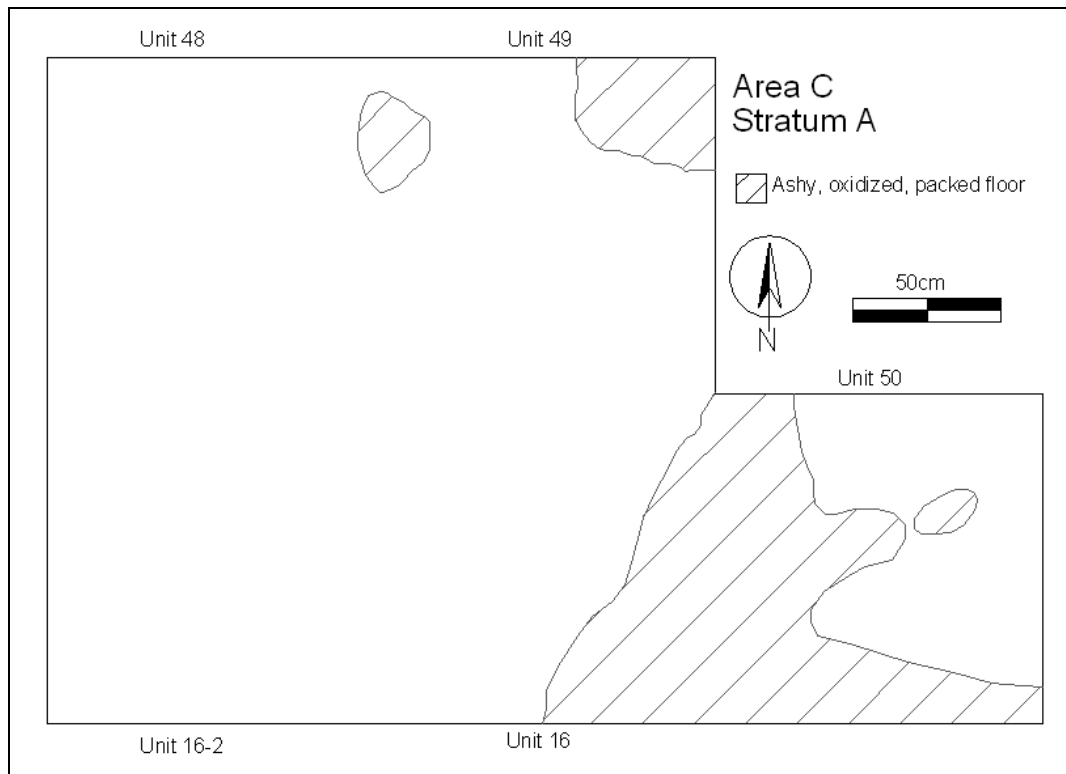 Unit 48
Unit 49
Area C
Stratum A
Ashy, oxidized, packed floor
50cm
N
Unit 50
Unit 16-2
Unit 16